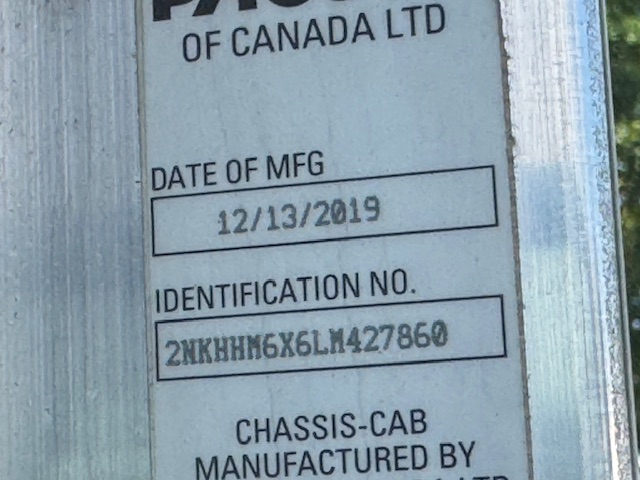 OF CANADA LTD
DATE OF MFG
12/13/2019
IDENTIFICATION NO.
2NKHHM6X6LM427860
CHASSIS-CAB
MANUFACTURED BY